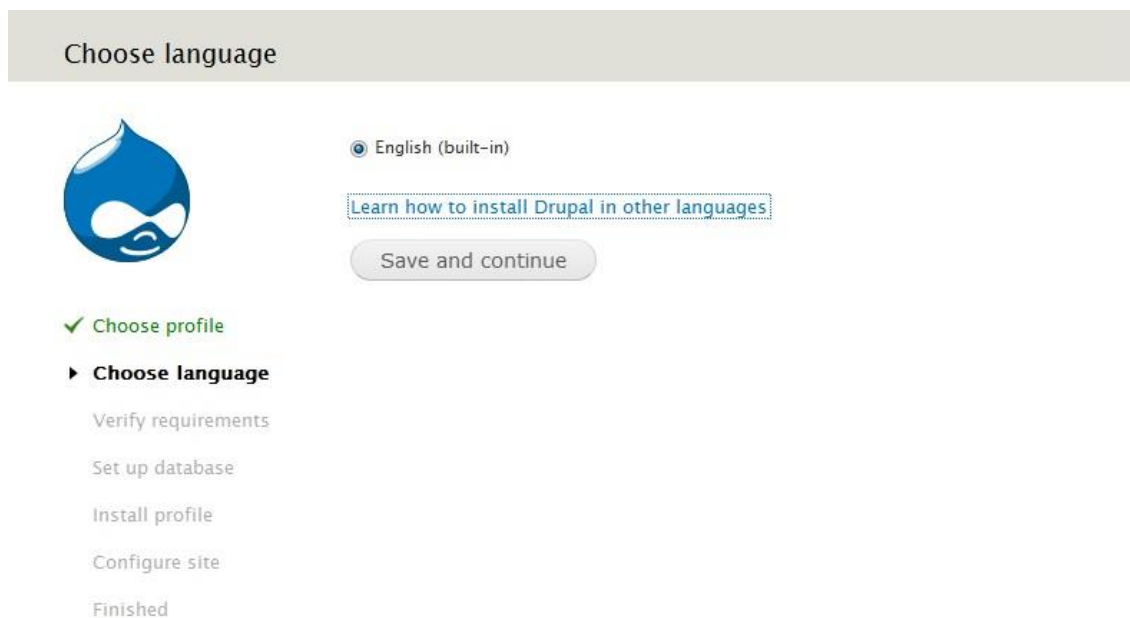 Choose language
English (built-in)
Learn how to install Drupal in other languages
Save and continue
Choose profile
Choose language
Verify requirements
Set up database
Install profile
Configure site
Finished